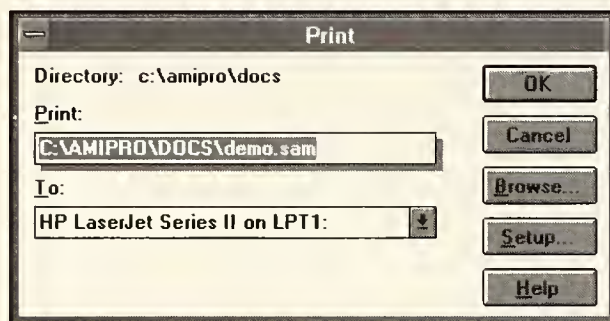 Print
Directory: c:\amipro\docs
Print:
C:\AMIPRO\DOCS\demo.sam
To:
HP LaserJet Series II on LPT1:
OK
Cancel
Browse...
Setup...
Help